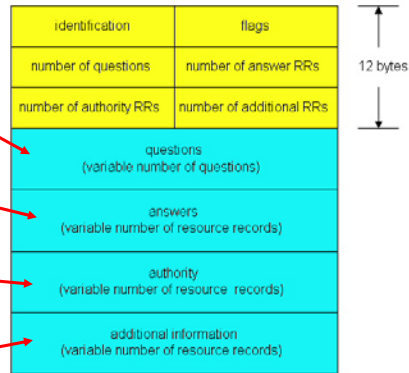 identification flags
12 bytes
number of questions number of answer RRs
number of authority RRs number of additional RRs
questions
(variable number of questions)
answers
(variable number of resource records)
authority
(variable number of resource records)
additional information
(variable number of resource records)